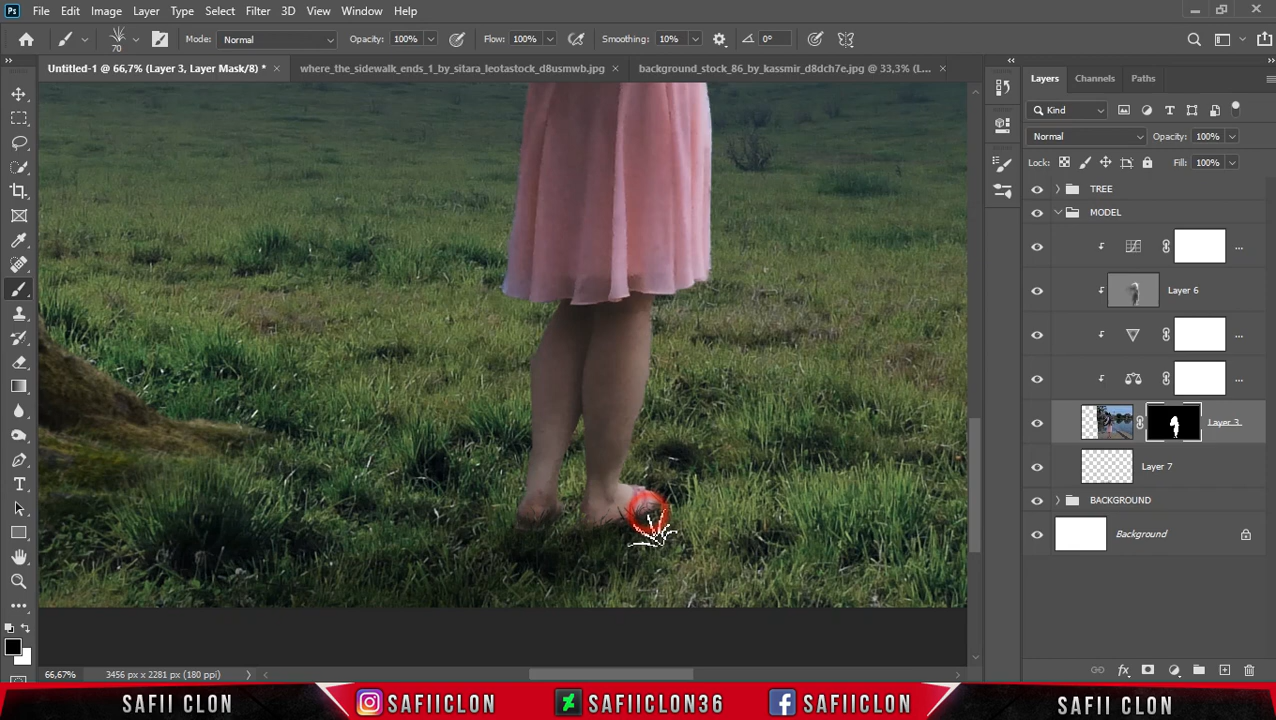 Ps File Edit Image Layer Type Select Filter 3D View Window Help
70 Mode: Normal Opacity: 100% Flow: 100% Smoothing: 10% 0°
Untitled-1 @ 66,7% (Layer 3, Layer Mask/8) * × where_the_sidewalk_ends_1_by_sitara_leotastock_d8usmwb.jpg × background_stock_86_by_kassmir_d8dch7e.jpg @ 33,3% (L... ×
Layers Channels Paths
Kind
Normal Opacity: 100%
Lock: Fill: 100%
TREE
MODEL
...
Layer 6
...
...
Layer 3
Layer 7
BACKGROUND
Background
66,67% 3456 px x 2281 px (180 ppi)
SAFII CLON SAFIICLON SAFIICLON36 SAFIICLON SAFII CLON